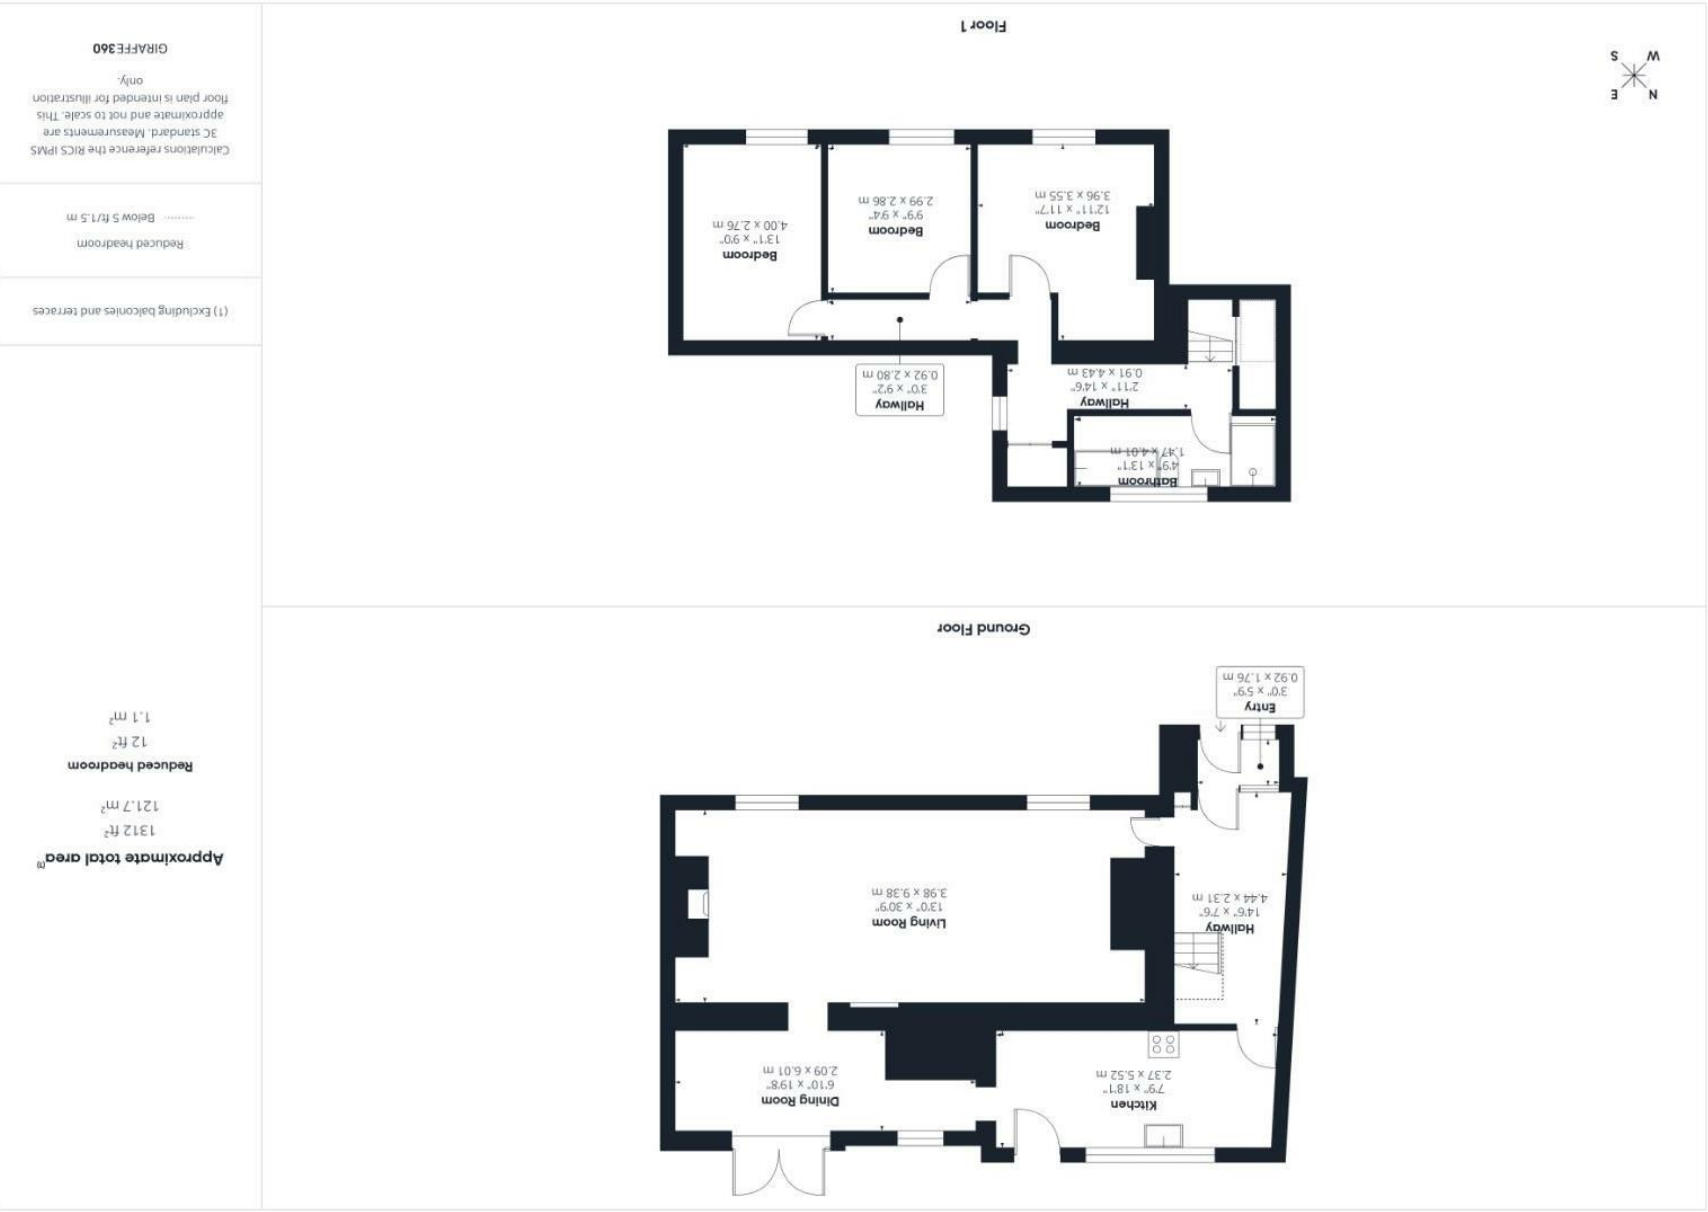 Kitchen
7'9" x 18'1"
2.37 x 5.52 m
Dining Room
6'10" x 19'8"
2.09 x 6.01 m
Hallway
14'6" x 7'6"
4.44 x 2.31 m
Living Room
13'0" x 30'9"
3.98 x 9.38 m
Entry
3'0" x 5'9"
0.92 x 1.76 m
Ground Floor
Bathroom
4'9" x 13'1"
1.47 x 4.01 m
Hallway
2'11" x 14'6"
0.91 x 4.43 m
Hallway
3'0" x 9'2"
0.92 x 2.80 m
Bedroom
12'11" x 11'7"
3.96 x 3.55 m
Bedroom
9'9" x 9'4"
2.99 x 2.86 m
Bedroom
13'1" x 9'0"
4.00 x 2.76 m
N E
W S
Floor 1
Approximate total area(1)
1312 ft²
121.7 m²
Reduced headroom
12 ft²
1.1 m²
(1) Excluding balconies and terraces
Reduced headroom
........ Below 5 ft/1.5 m
Calculations reference the RICS IPMS
3C standard. Measurements are
approximate and not to scale. This
floor plan is intended for illustration
only.
GIRAFFE360